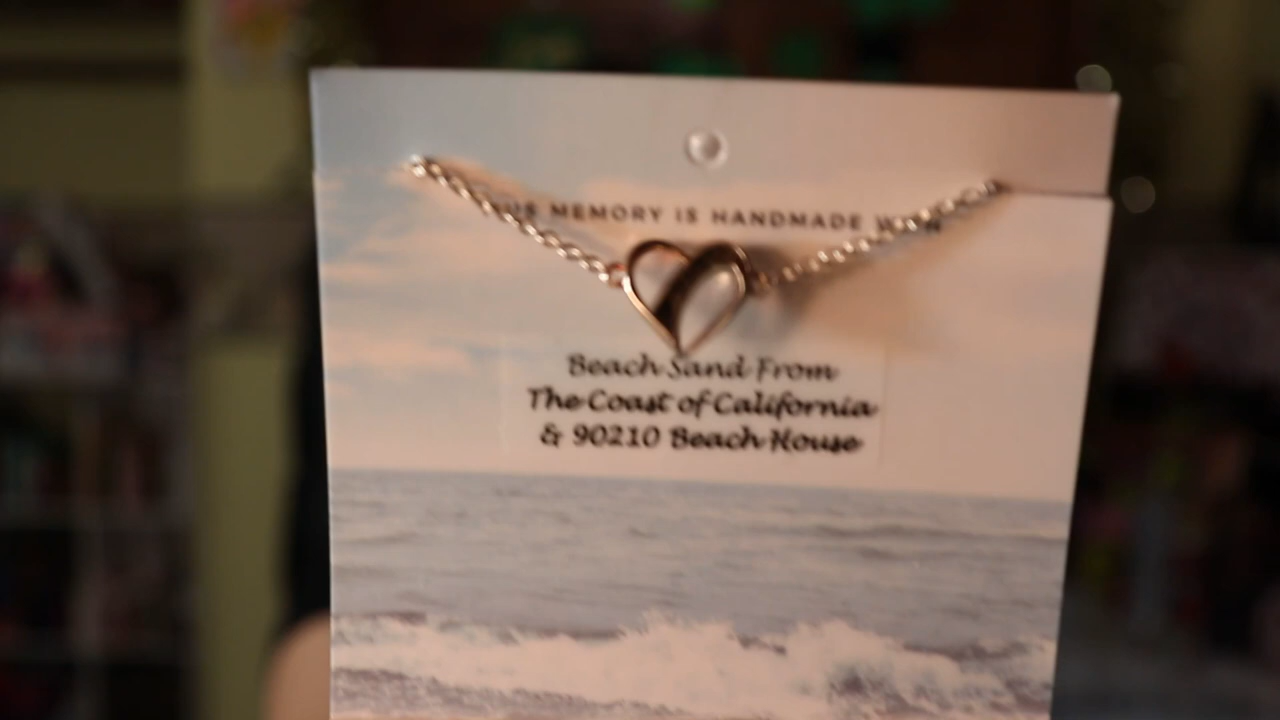 MEMORY IS HANDMADE
Beach Sand From
The Coast of California
& 90210 Beach House